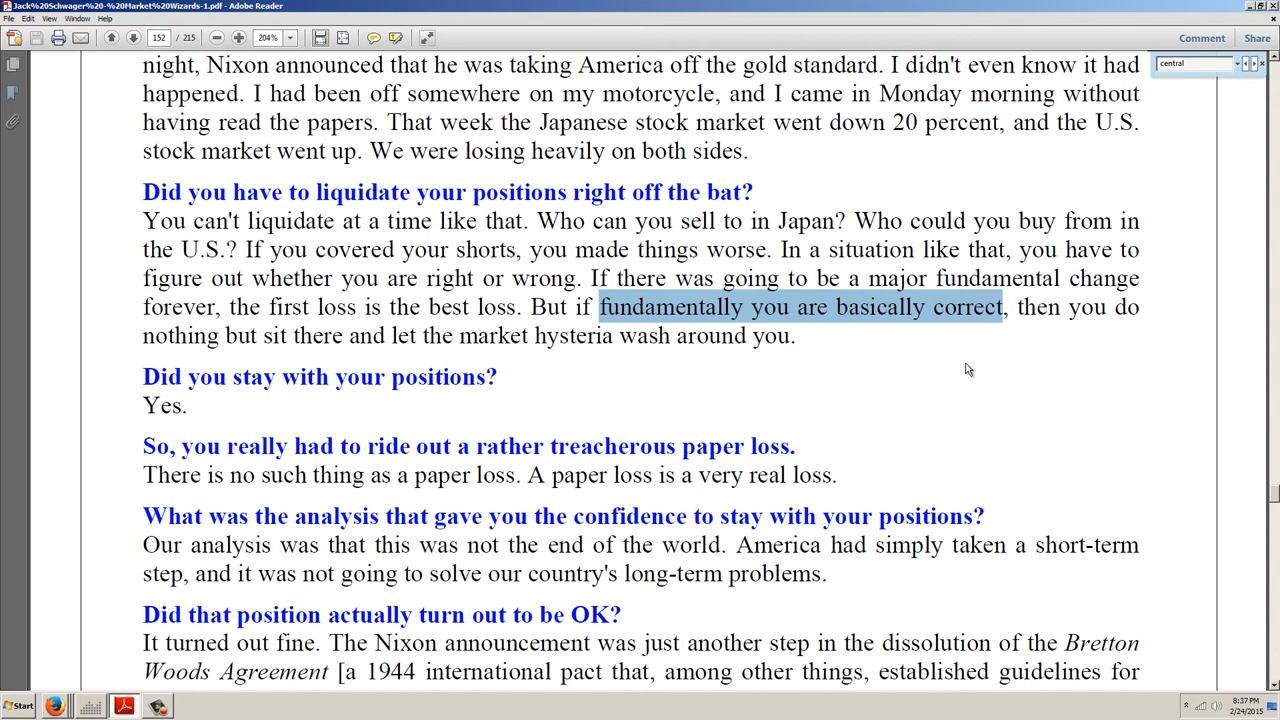 Jack%20Schwager%20-%20Market%20Wizards-1.pdf - Adobe Reader
File Edit View Window Help
152 / 215 204% Comment Share
central
night, Nixon announced that he was taking America off the gold standard. I didn't even know it had
happened. I had been off somewhere on my motorcycle, and I came in Monday morning without
having read the papers. That week the Japanese stock market went down 20 percent, and the U.S.
stock market went up. We were losing heavily on both sides.
Did you have to liquidate your positions right off the bat?
You can't liquidate at a time like that. Who can you sell to in Japan? Who could you buy from in
the U.S.? If you covered your shorts, you made things worse. In a situation like that, you have to
figure out whether you are right or wrong. If there was going to be a major fundamental change
forever, the first loss is the best loss. But if fundamentally you are basically correct, then you do
nothing but sit there and let the market hysteria wash around you.
Did you stay with your positions?
Yes.
So, you really had to ride out a rather treacherous paper loss.
There is no such thing as a paper loss. A paper loss is a very real loss.
What was the analysis that gave you the confidence to stay with your positions?
Our analysis was that this was not the end of the world. America had simply taken a short-term
step, and it was not going to solve our country's long-term problems.
Did that position actually turn out to be OK?
It turned out fine. The Nixon announcement was just another step in the dissolution of the Bretton
Woods Agreement [a 1944 international pact that, among other things, established guidelines for
Start
8:37 PM
2/24/2015